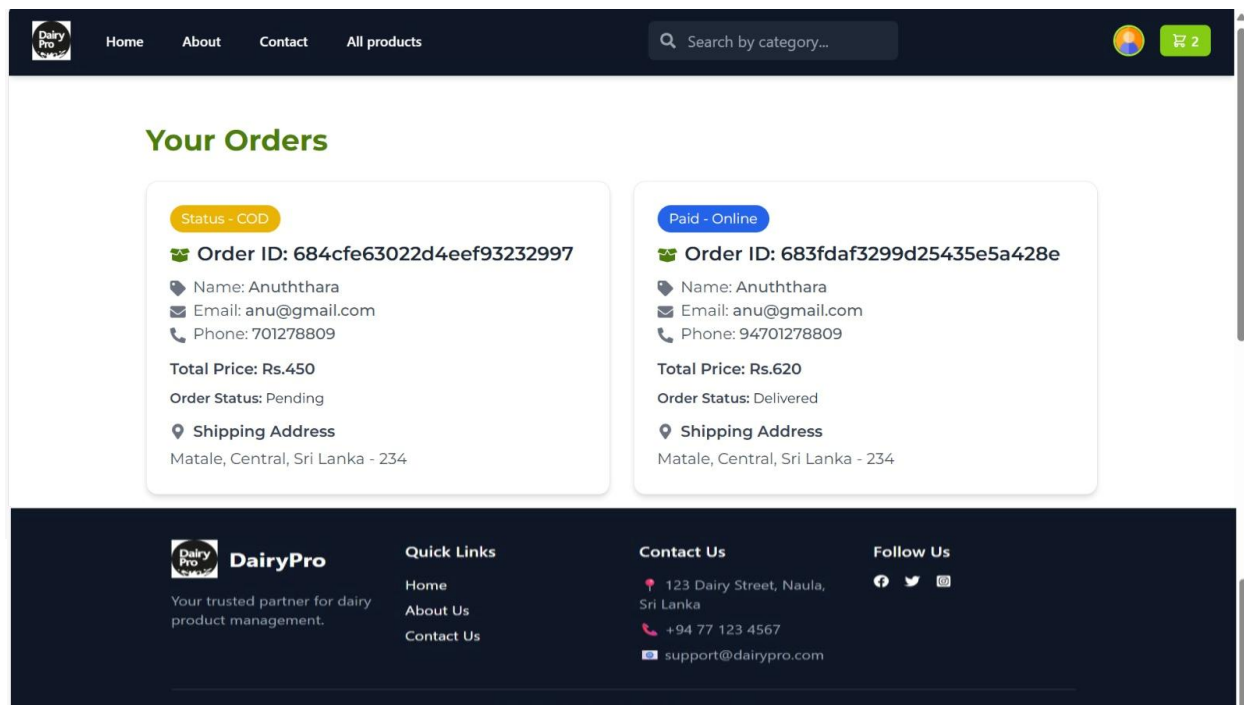 Dairy
Pro
Home
About
Contact
All products
Search by category...
2
Your Orders
Status - COD
Order ID: 684cfe63022d4eef93232997
Name: Anuththara
Email: anu@gmail.com
Phone: 701278809
Total Price: Rs.450
Order Status: Pending
Shipping Address
Matale, Central, Sri Lanka - 234
Paid - Online
Order ID: 683fdaf3299d25435e5a428e
Name: Anuththara
Email: anu@gmail.com
Phone: 94701278809
Total Price: Rs.620
Order Status: Delivered
Shipping Address
Matale, Central, Sri Lanka - 234
Dairy
Pro
DairyPro
Your trusted partner for dairy
product management.
Quick Links
Home
About Us
Contact Us
Contact Us
123 Dairy Street, Naula,
Sri Lanka
+94 77 123 4567
support@dairypro.com
Follow Us